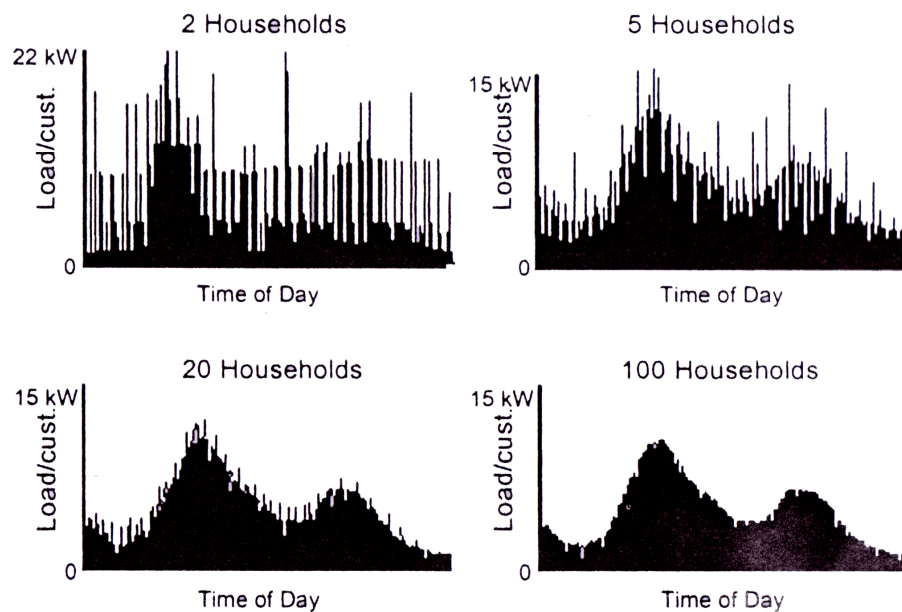 2 Households
22 kW
Load/cust.
0
Time of Day
5 Households
15 kW
Load/cust.
0
Time of Day
20 Households
15 kW
Load/cust.
0
Time of Day
100 Households
15 kW
Load/cust.
0
Time of Day